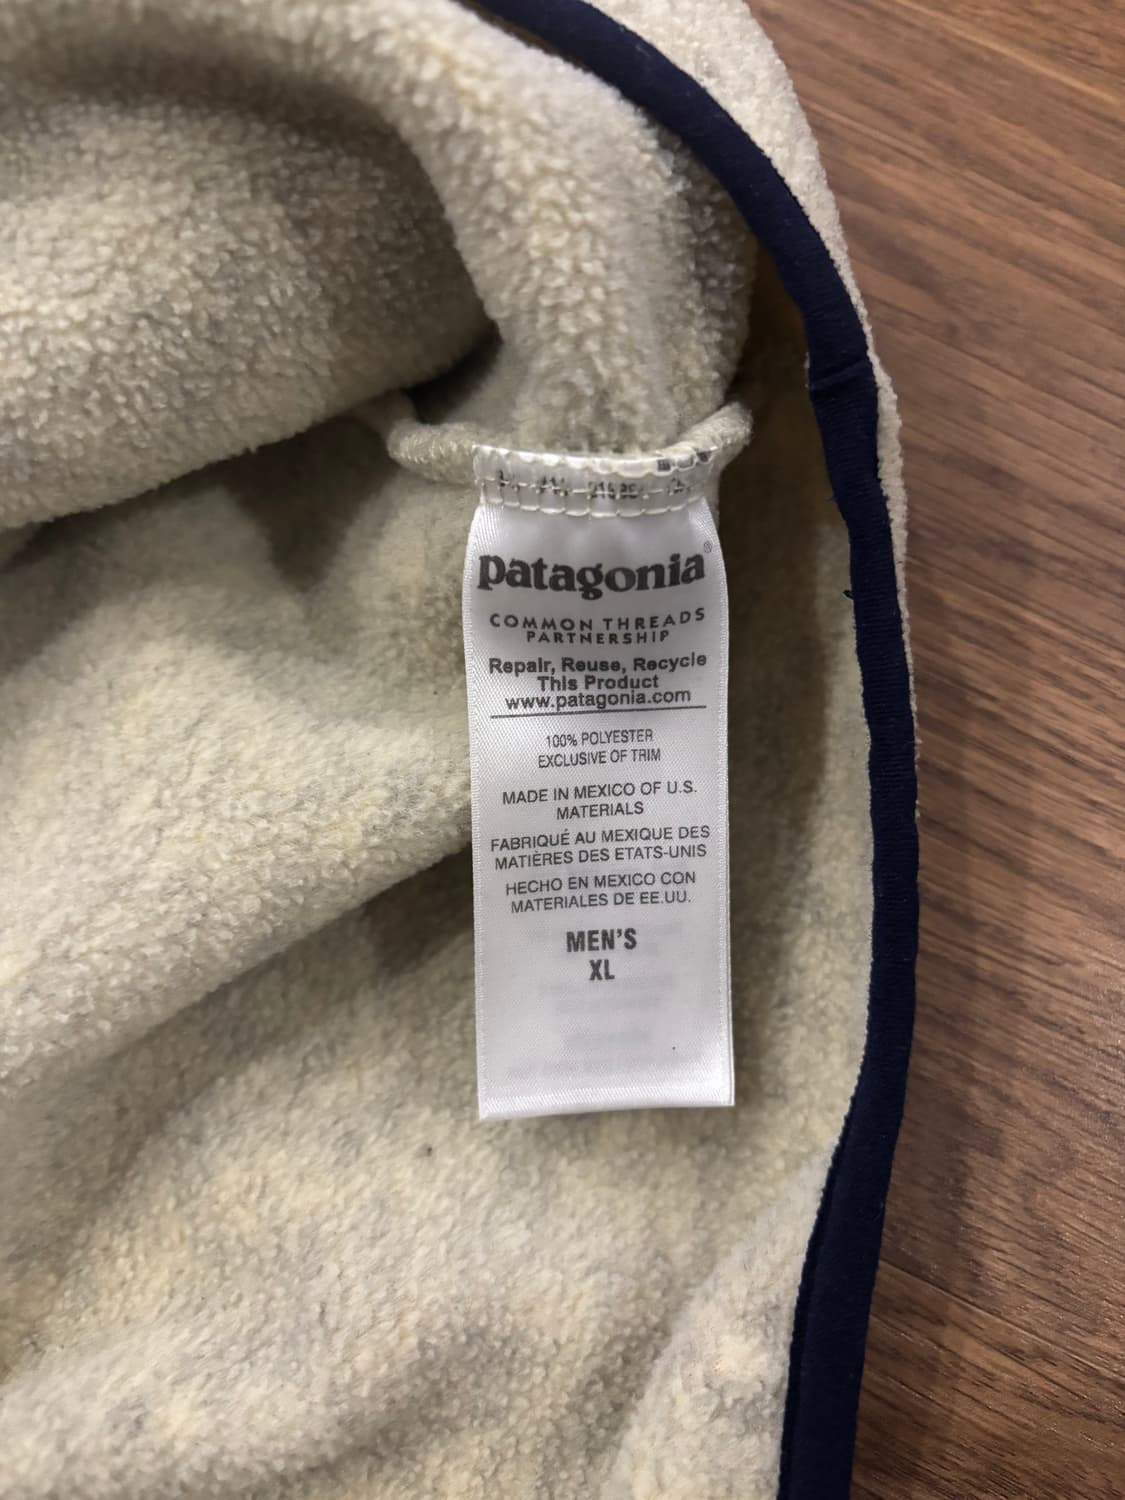 patagonia®
COMMON THREADS
PARTNERSHIP
Repair, Reuse, Recycle
This Product
www.patagonia.com
100% POLYESTER
EXCLUSIVE OF TRIM
MADE IN MEXICO OF U.S.
MATERIALS
FABRIQUÉ AU MEXIQUE DES
MATIÈRES DES ETATS-UNIS
HECHO EN MEXICO CON
MATERIALES DE EE.UU.
MEN'S
XL